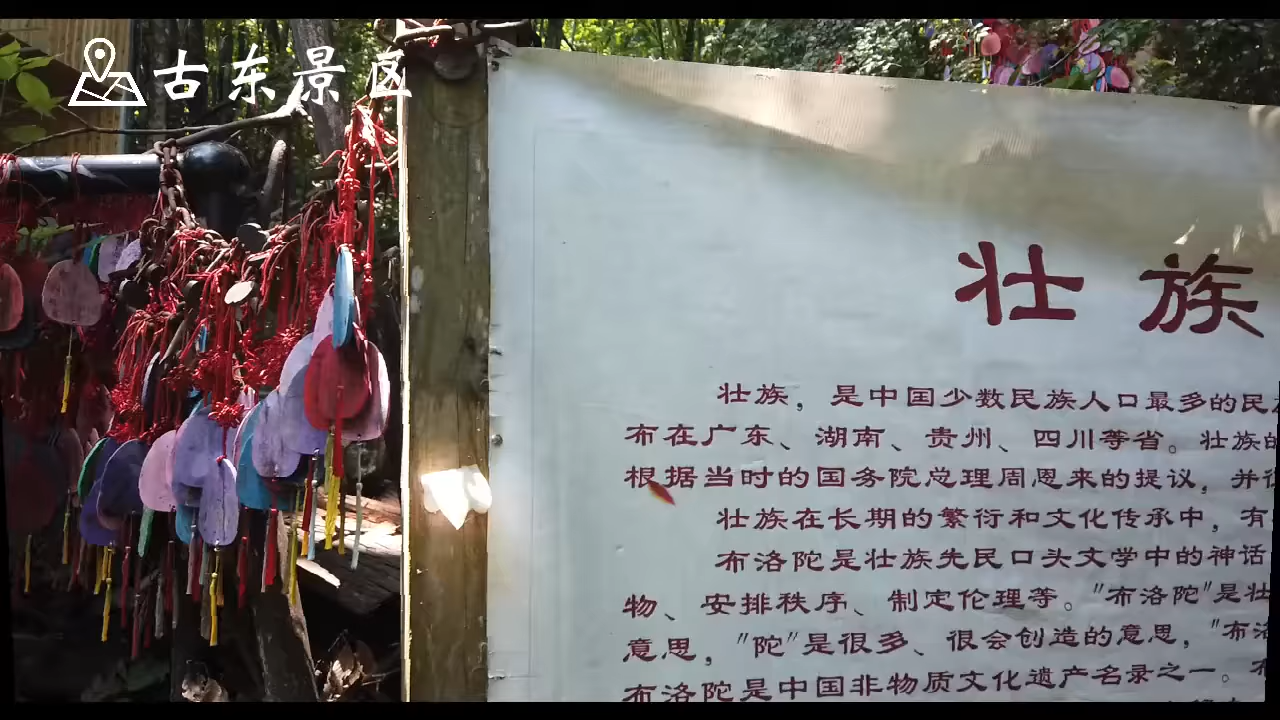 古东景区
壮族
壮族，是中国少数民族人口最多的民
布在广东、湖南、贵州、四川等省。壮族的
根据当时的国务院总理周恩来的提议，并
壮族在长期的繁衍和文化传承中，有
布洛陀是壮族先民口头文学中的神话
物、安排秩序、制定伦理等。"布洛陀"是壮
意思，"陀"是很多、很会创造的意思，"布洛
布洛陀是中国非物质文化遗产名录之一。布